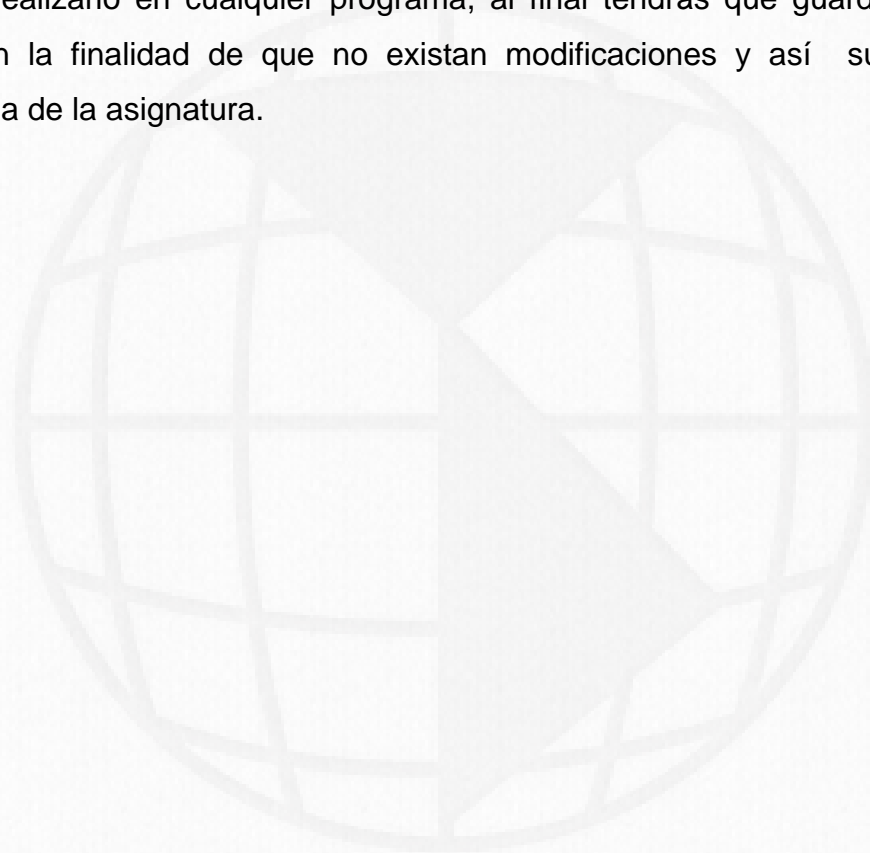 ealizarlo en cualquier programa, al final tendrás que guard
n la finalidad de que no existan modificaciones y así su
a de la asignatura.